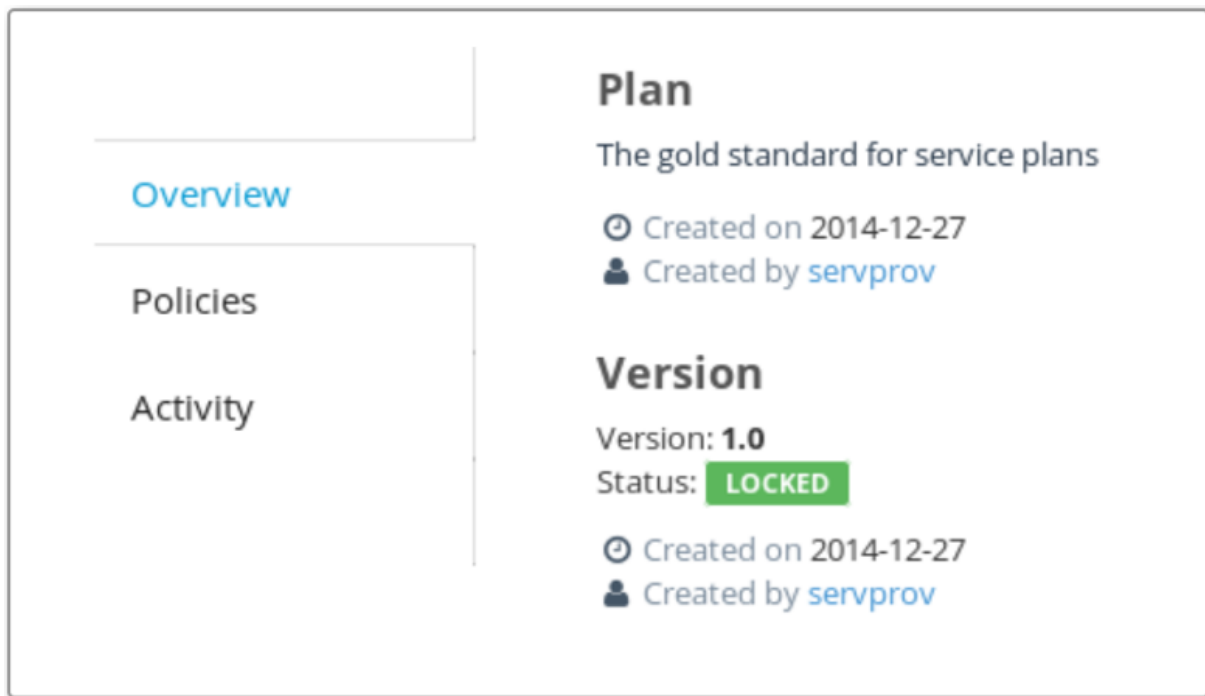 Overview
Policies
Activity
Plan
The gold standard for service plans
Created on 2014-12-27
Created by servprov
Version
Version: 1.0
Status: LOCKED
Created on 2014-12-27
Created by servprov